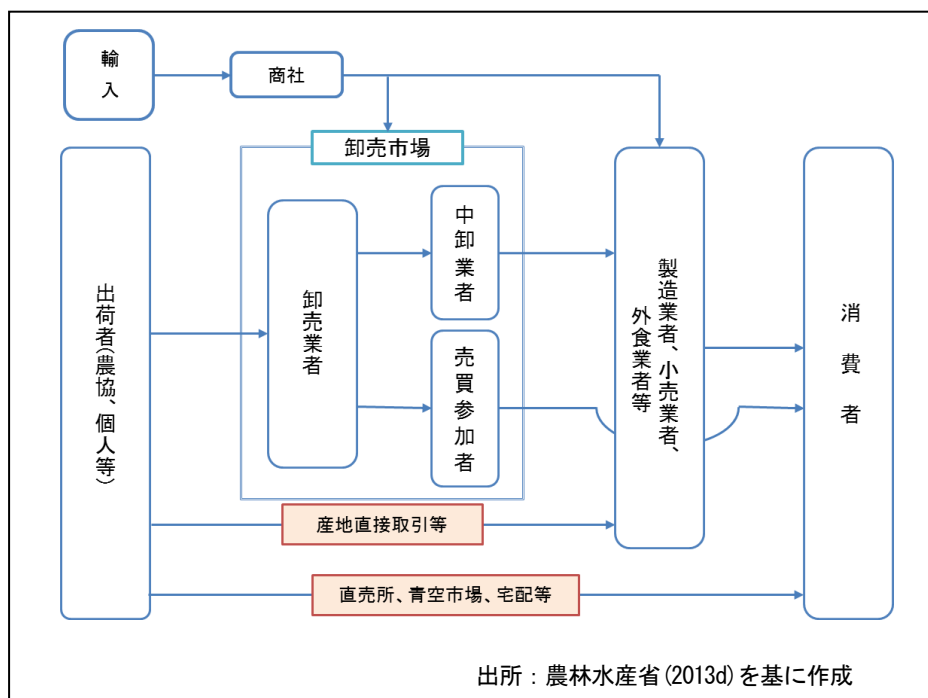 輸入
商社
卸売市場
出荷者(農協、個人等)
卸売業者
中卸業者
売買参加者
製造業者、小売業者、
外食業者等
消費者
産地直接取引等
直売所、青空市場、宅配等
出所：農林水産省(2013d)を基に作成